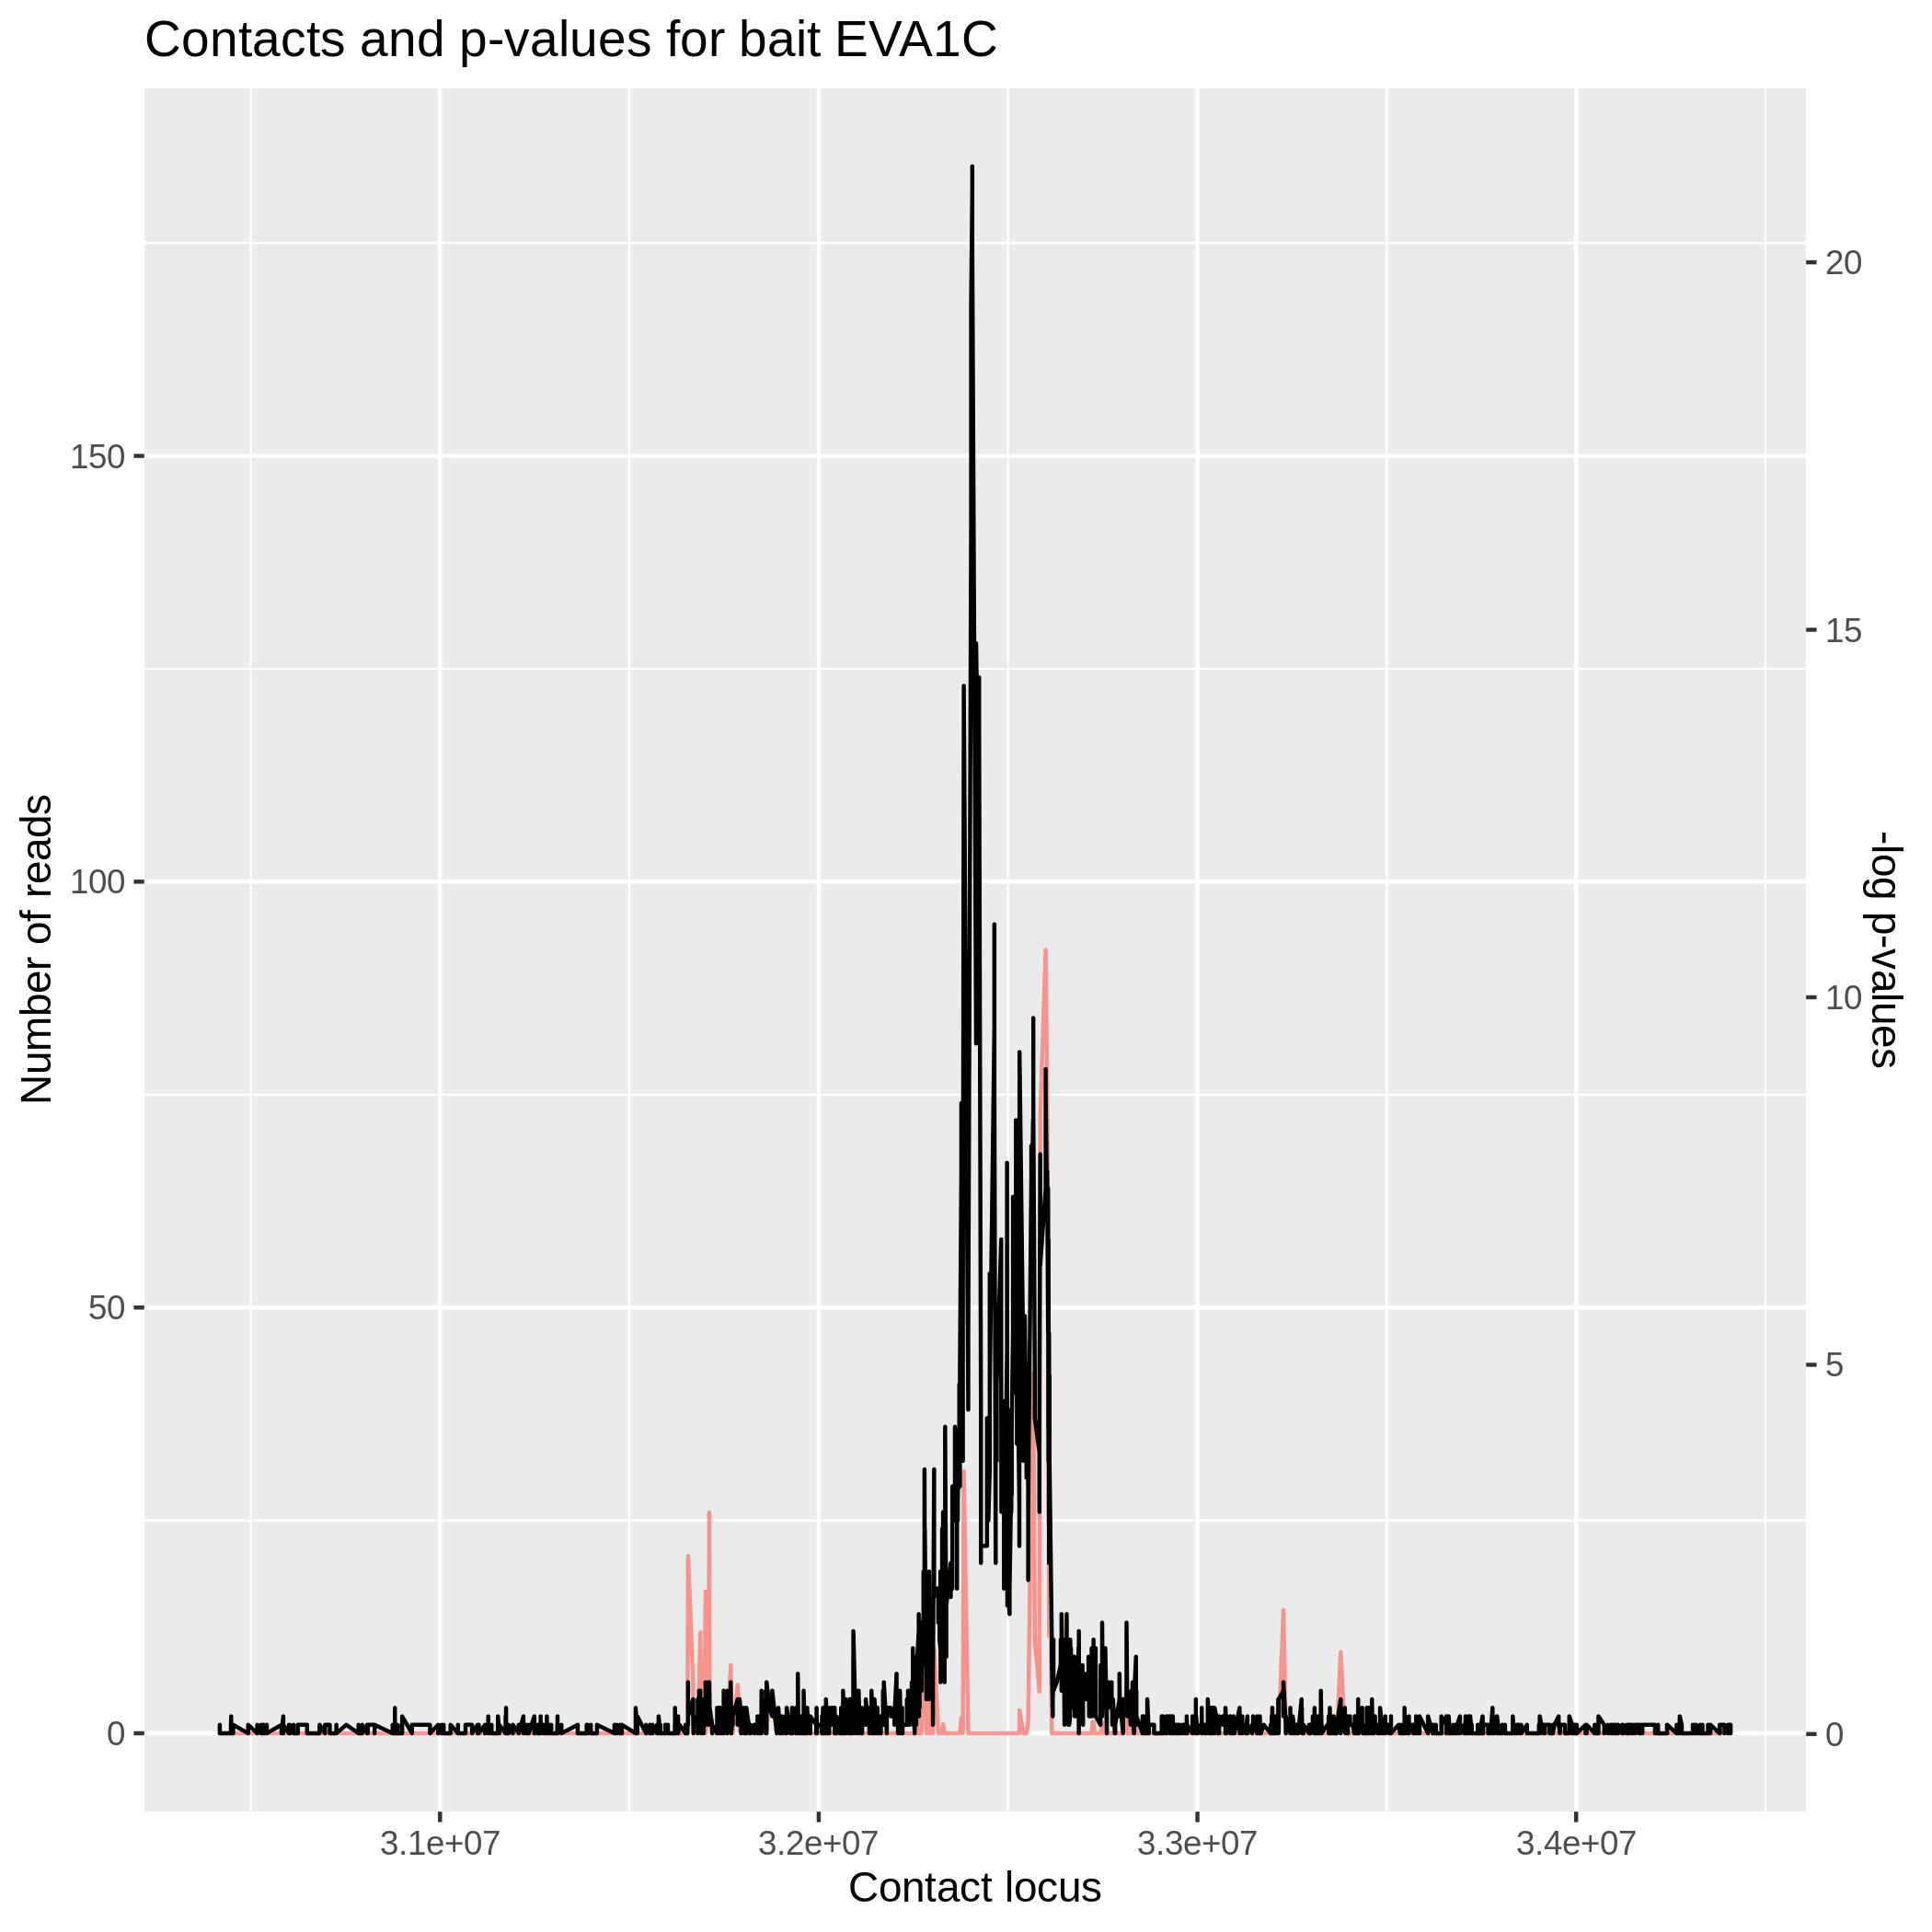 Contacts and p-values for bait EVA1C
Number of reads
150
100
50
0
20
15
10
5
0
-log p-values
3.1e+07 3.2e+07 3.3e+07 3.4e+07
Contact locus